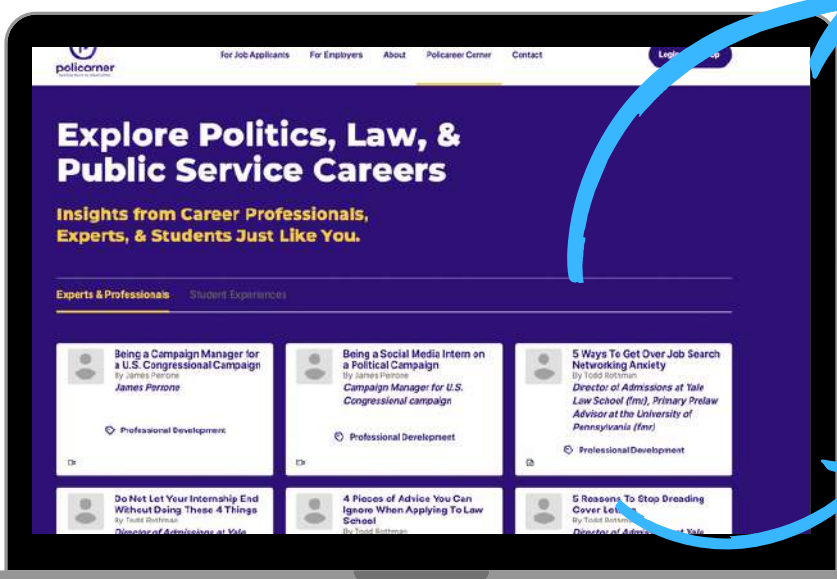 policorner
For Job Applicants For Employers About Policareer Corner Contact
Explore Politics, Law, &
Public Service Careers
Insights from Career Professionals,
Experts, & Students Just Like You.
Experts & Professionals Student Experiences
Being a Campaign Manager for
a U.S. Congressional Campaign
By James Perrone
James Perrone
Professional Development
Being a Social Media Intern on
a Political Campaign
By James Perrone
Campaign Manager for U.S.
Congressional campaign
Professional Development
5 Ways To Get Over Job Search
Networking Anxiety
By Todd Rothman
Director of Admissions at Yale
Law School (fmr), Primary Prelaw
Advisor at the University of
Pennsylvania (fmr)
Professional Development
Do Not Let Your Internship End
Without Doing These 4 Things
By Todd Rothman
Director of Admissions at Yale
4 Pieces of Advice You Can
Ignore When Applying To Law
School
By Todd Rothman
5 Reasons To Stop Dreading
Cover
By Todd
Director of at Yale